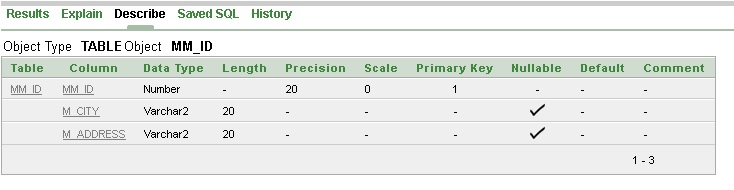 Results Explain Describe Saved SQL History
Object Type TABLE Object MM_ID
Table Column Data Type Length Precision Scale Primary Key Nullable Default Comment
MM_ID MM_ID Number - 20 0 1 - - -
M_CITY Varchar2 20 - - - - -
M_ADDRESS Varchar2 20 - - - - -
1 - 3